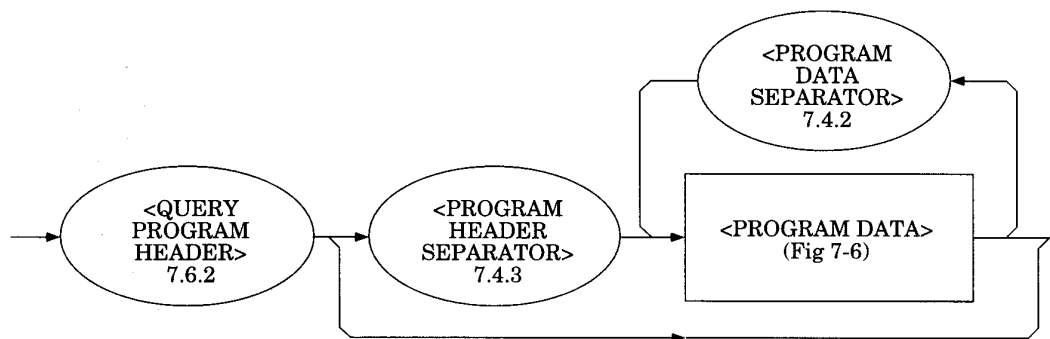 <PROGRAM
DATA
SEPARATOR>
7.4.2
<QUERY
PROGRAM
HEADER>
7.6.2
<PROGRAM
HEADER
SEPARATOR>
7.4.3
<PROGRAM DATA>
(Fig 7-6)